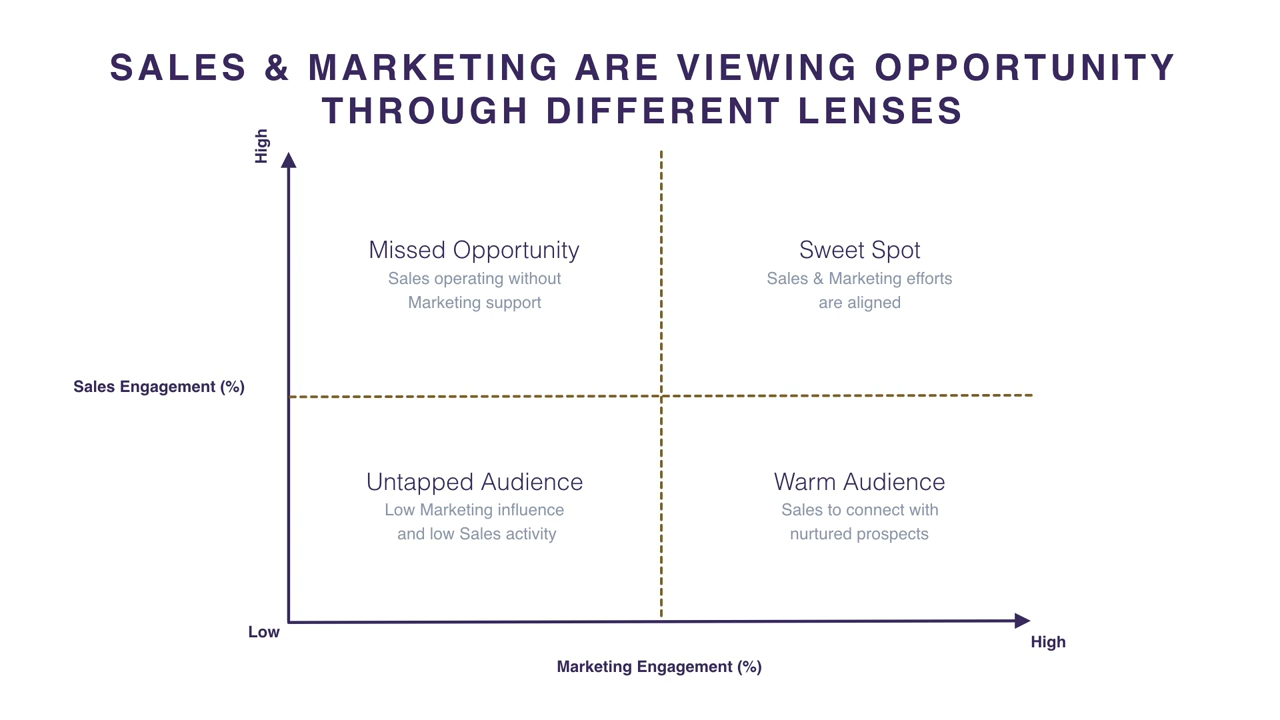 SALES & MARKETING ARE VIEWING OPPORTUNITY
THROUGH DIFFERENT LENSES
High
Missed Opportunity
Sales operating without
Marketing support
Sweet Spot
Sales & Marketing efforts
are aligned
Sales Engagement (%)
Untapped Audience
Low Marketing influence
and low Sales activity
Warm Audience
Sales to connect with
nurtured prospects
Low
High
Marketing Engagement (%)